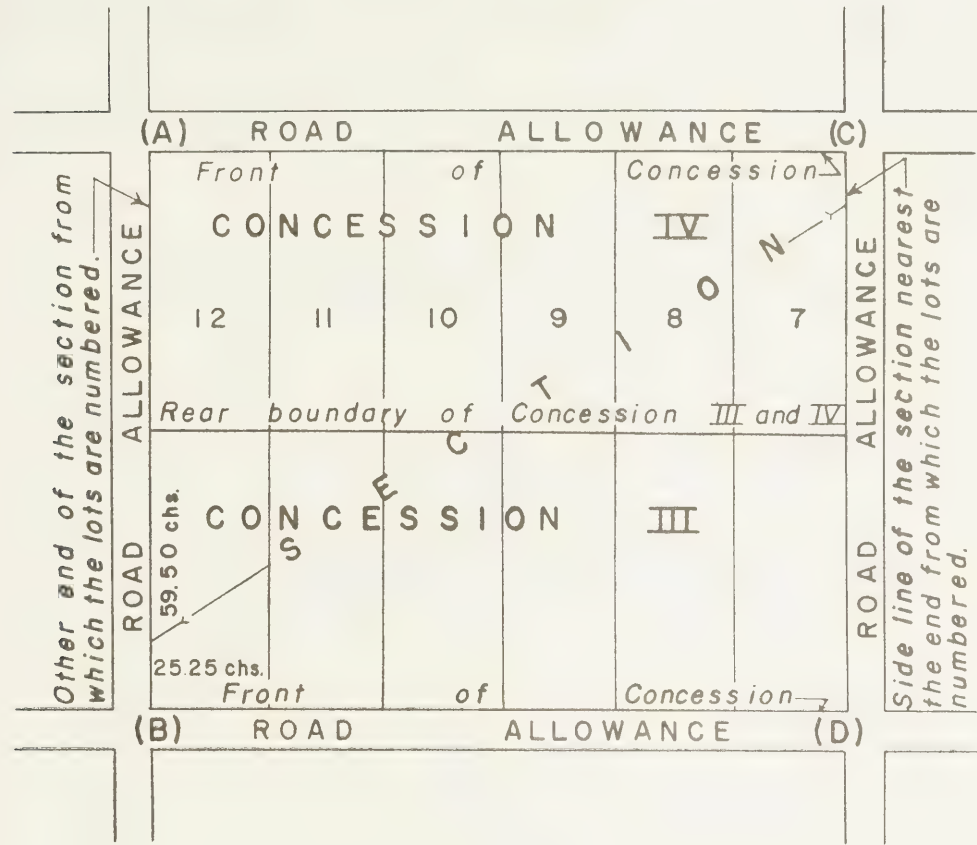 (A) ROAD ALLOWANCE (C)
Front of Concession
CONCESSION IV
12 11 10 9 8 7
Rear boundary of Concession III and IV
SECTION
CONCESSION III
59.50 chs.
25.25 chs.
Front of Concession
(B) ROAD ALLOWANCE (D)
ROAD ALLOWANCE
Other end of the section from
which the lots are numbered.
ROAD ALLOWANCE
Side line of the section nearest
the end from which the lots are
numbered.